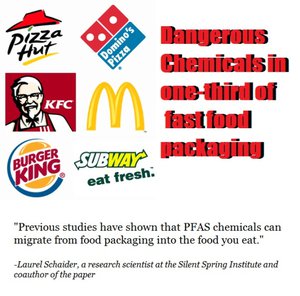 Pizza
Hut
Domino's
Pizza
KFC
BURGER
KING
SUBWAY
eat fresh.
Dangerous
Chemicals in
one-third of
fast food
packaging
"Previous studies have shown that PFAS chemicals can
migrate from food packaging into the food you eat."
-Laurel Schaider, a research scientist at the Silent Spring Institute and
coauthor of the paper